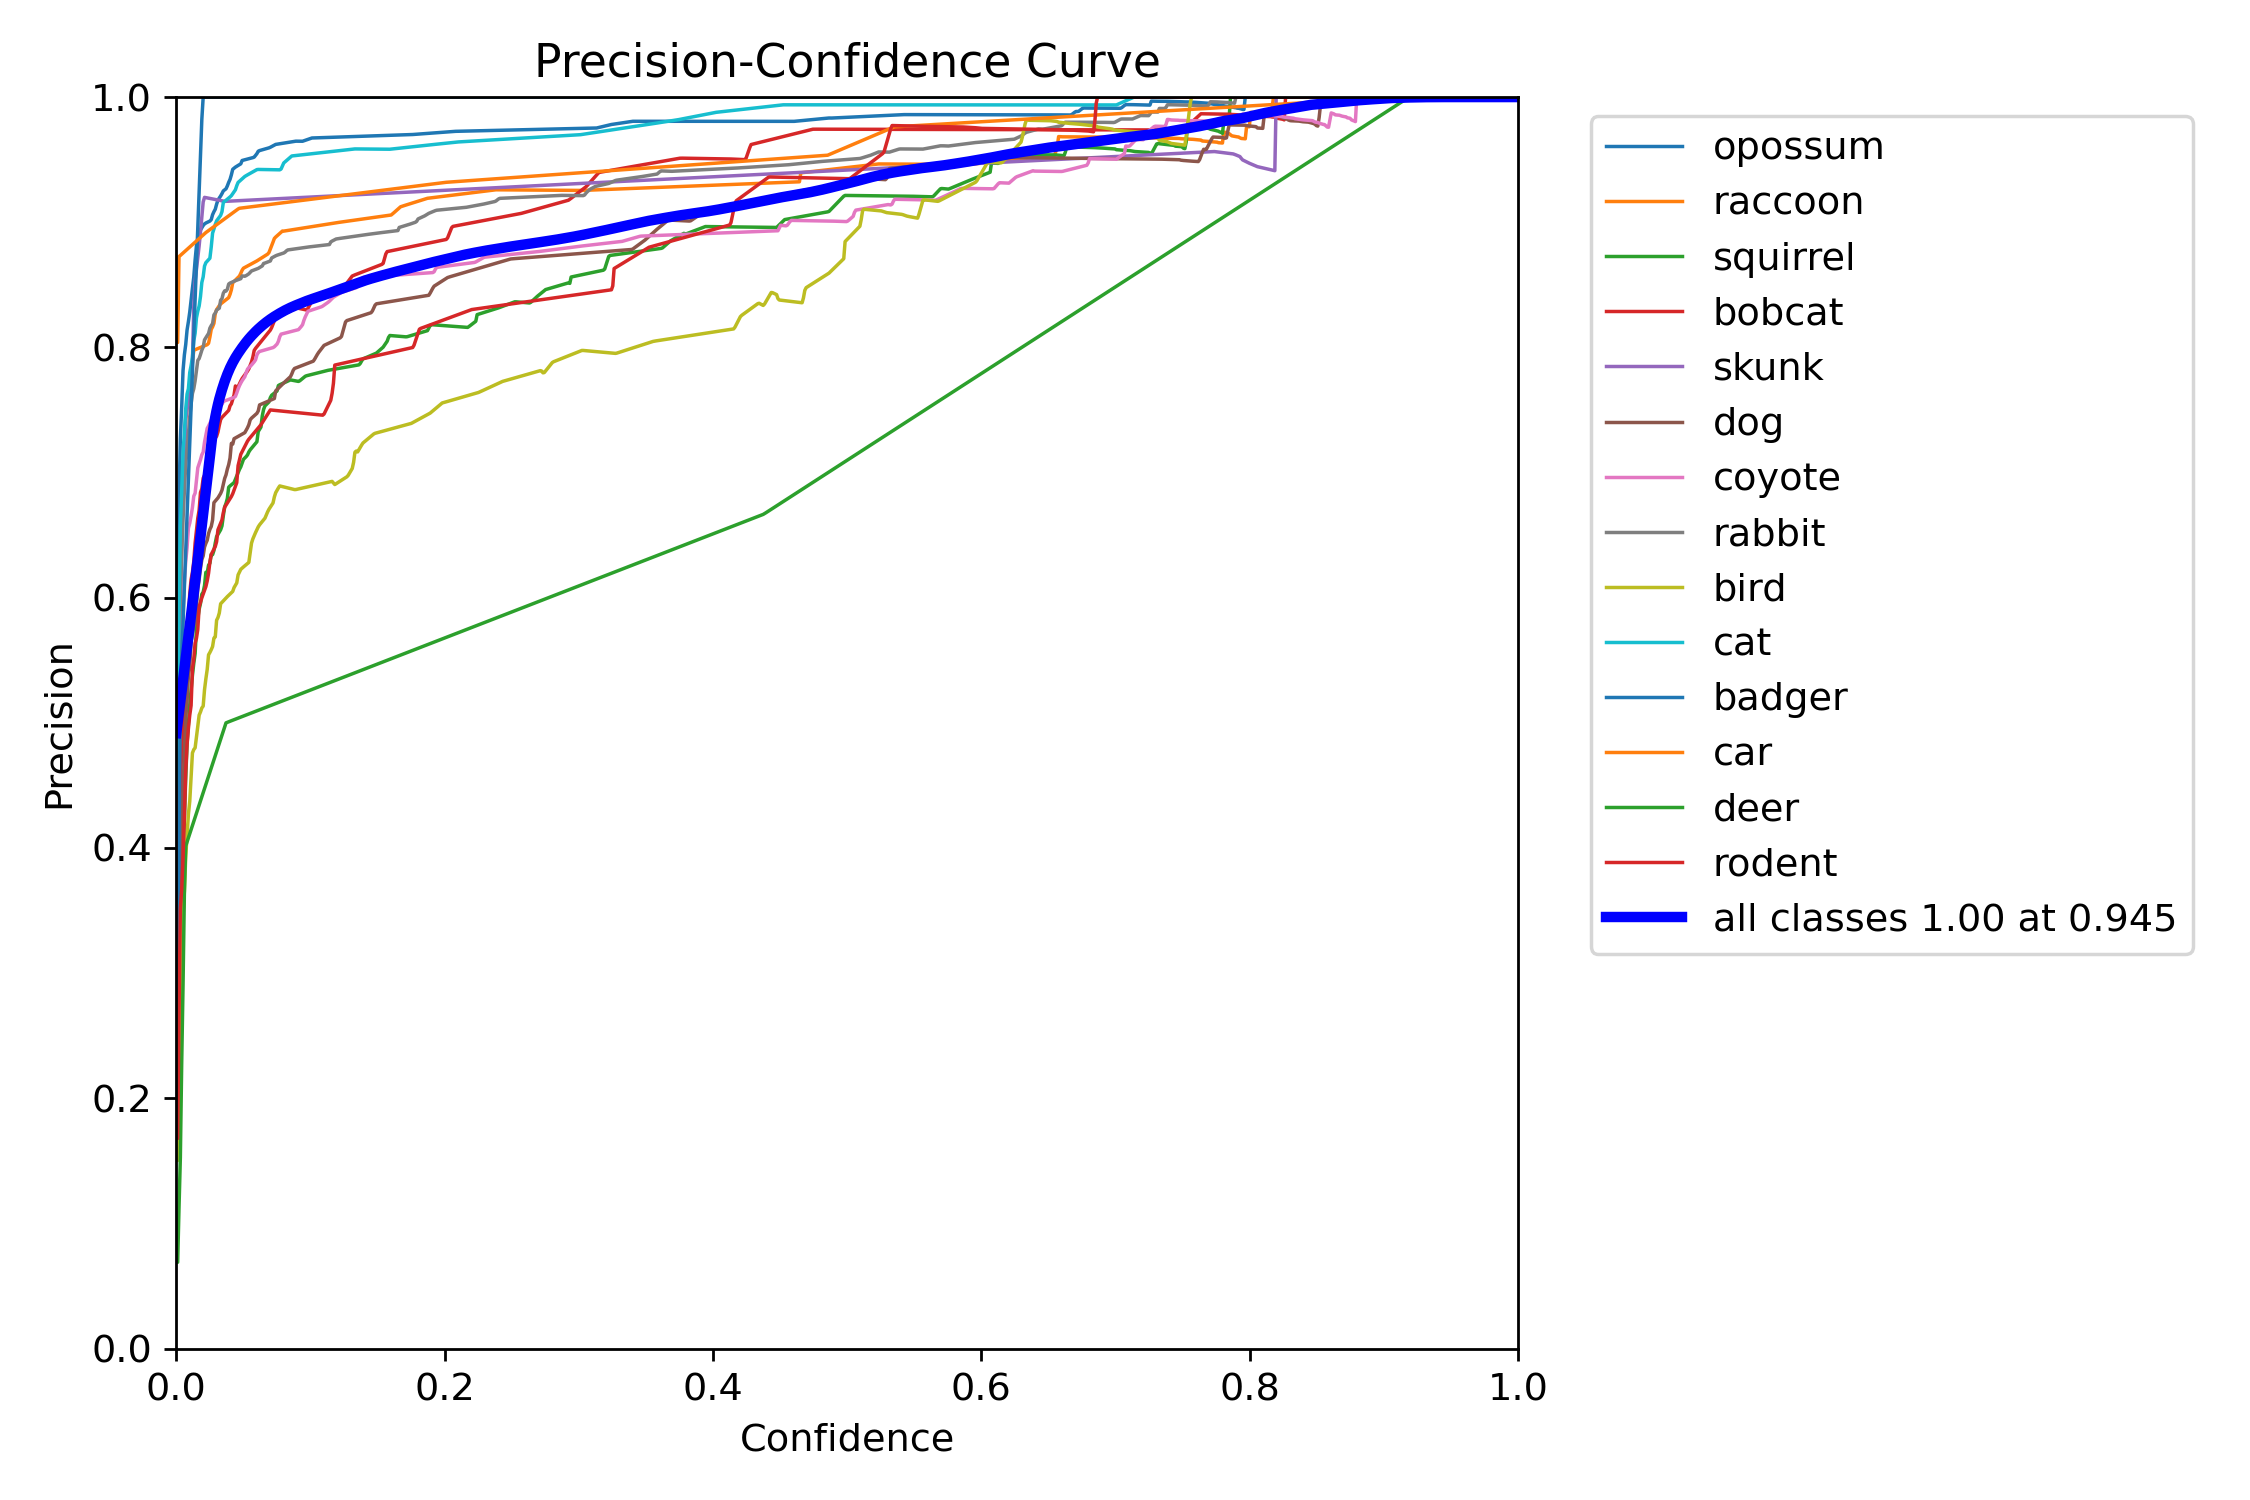 Precision-Confidence Curve
1.0
0.8
0.6
0.4
0.2
0.0
Precision
0.0 0.2 0.4 0.6 0.8 1.0
Confidence
opossum
raccoon
squirrel
bobcat
skunk
dog
coyote
rabbit
bird
cat
badger
car
deer
rodent
all classes 1.00 at 0.945